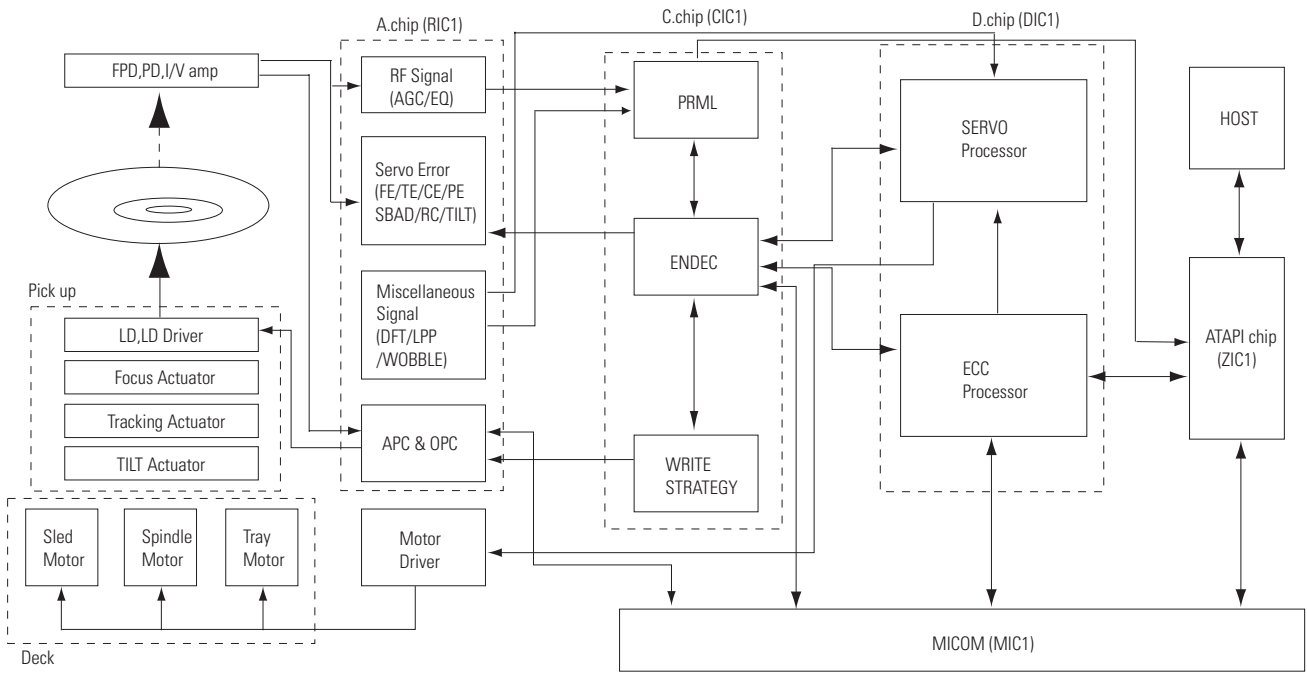 A.chip (RIC1)
C.chip (CIC1)
D.chip (DIC1)
FPD,PD,I/V amp
RF Signal
(AGC/EQ)
PRML
SERVO
Processor
HOST
Servo Error
(FE/TE/CE/PE
SBAD/RC/TILT)
ENDEC
Pick up
Miscellaneous
Signal
(DFT/LPP
/WOBBLE)
LD,LD Driver
Focus Actuator
Tracking Actuator
TILT Actuator
ECC
Processor
ATAPI chip
(ZIC1)
APC & OPC
WRITE
STRATEGY
Sled
Motor
Spindle
Motor
Tray
Motor
Motor
Driver
Deck
MICOM (MIC1)